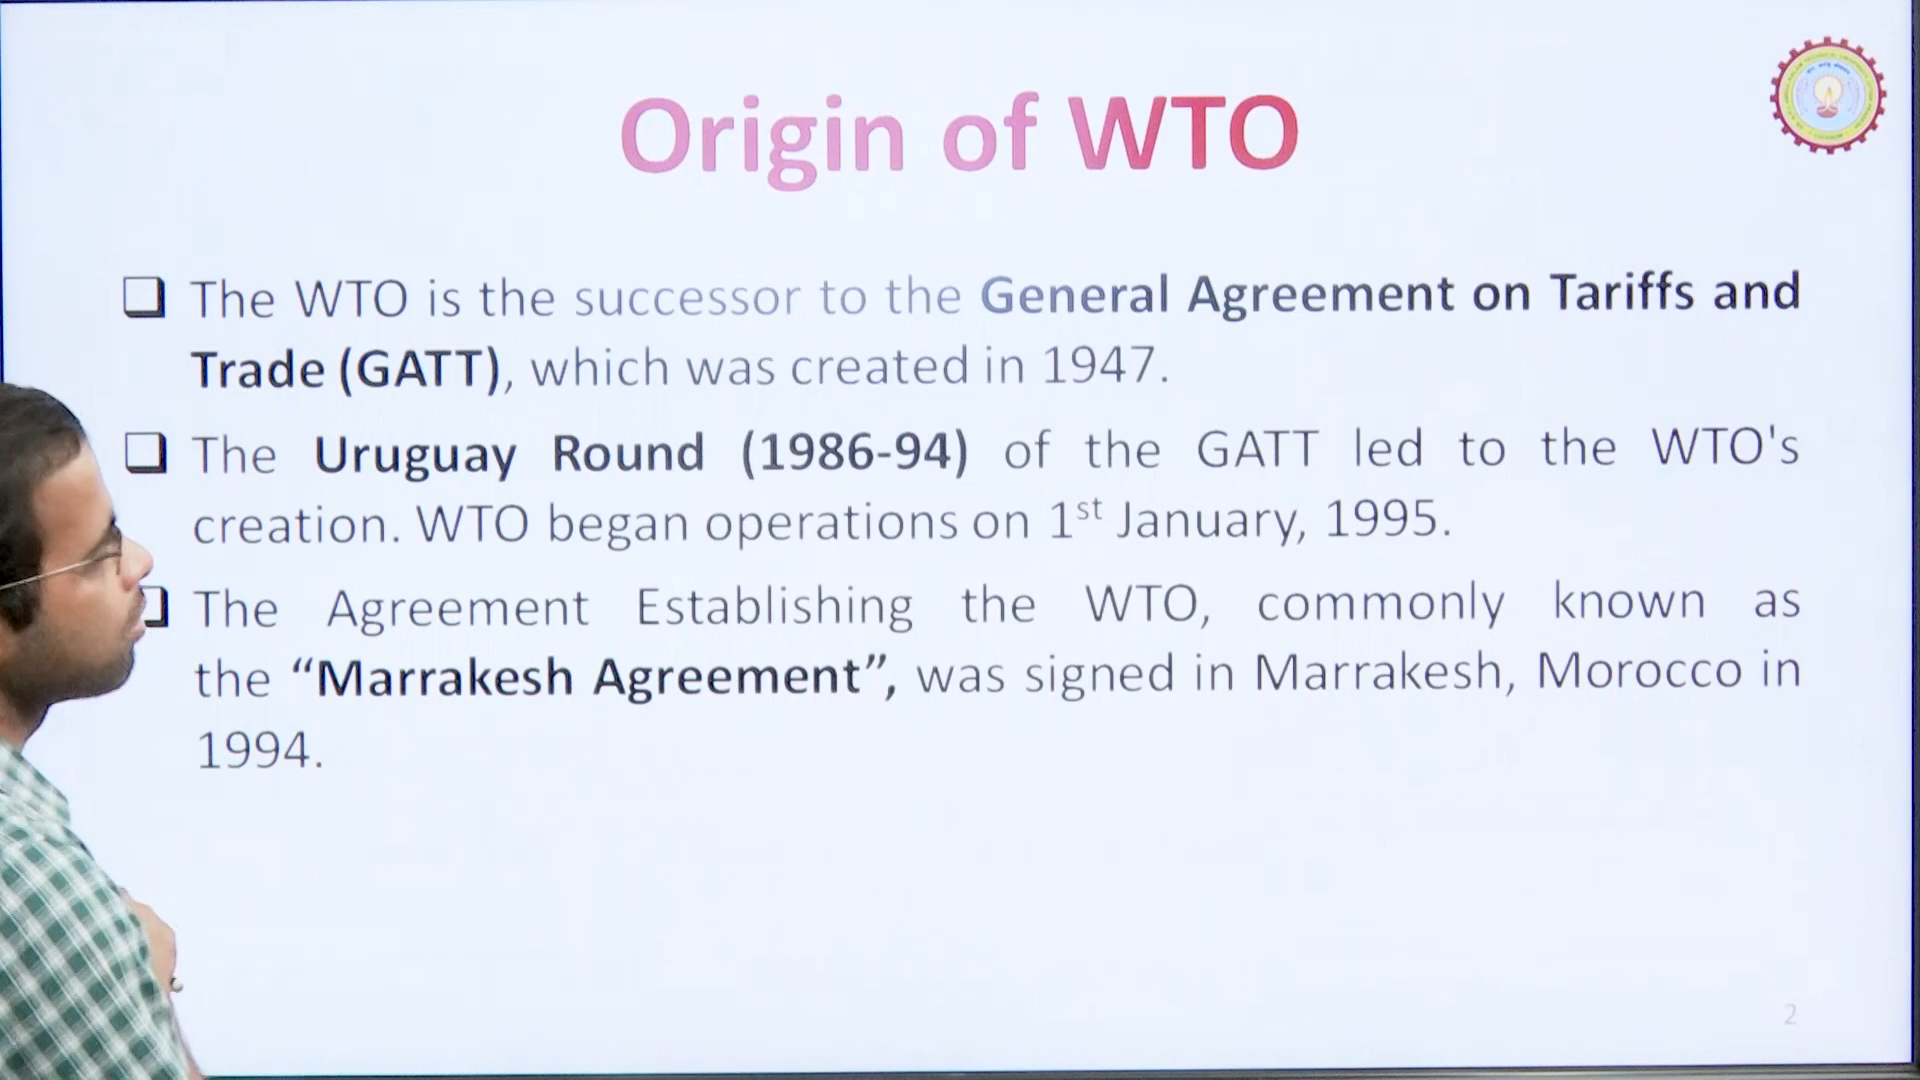 Origin of WTO
The WTO is the successor to the General Agreement on Tariffs and
Trade (GATT), which was created in 1947.
The Uruguay Round (1986-94) of the GATT led to the WTO's
creation. WTO began operations on 1st January, 1995.
The Agreement Establishing the WTO, commonly known as
the “Marrakesh Agreement”, was signed in Marrakesh, Morocco in
1994.
2